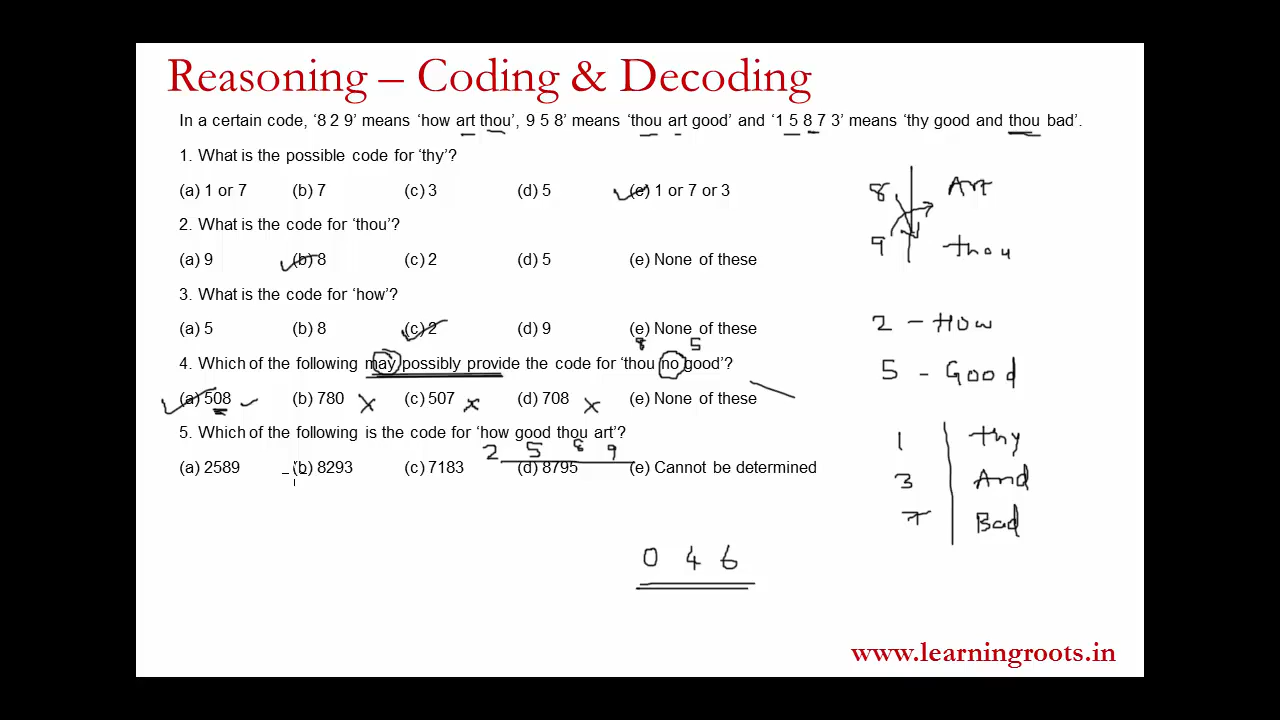 Reasoning – Coding & Decoding
In a certain code, ‘8 2 9’ means ‘how art thou’, 9 5 8’ means ‘thou art good’ and ‘1 5 8 7 3’ means ‘thy good and thou bad’.
1. What is the possible code for ‘thy’?
(a) 1 or 7 (b) 7 (c) 3 (d) 5 (e) 1 or 7 or 3
8 Art
2. What is the code for ‘thou’?
9 thou
(a) 9 (b) 8 (c) 2 (d) 5 (e) None of these
3. What is the code for ‘how’?
(a) 5 (b) 8 (c) 2 (d) 9 (e) None of these
2 – How
8 5
4. Which of the following may possibly provide the code for ‘thou no good’?
5 – Good
(a) 508 (b) 780 (c) 507 (d) 708 (e) None of these
5. Which of the following is the code for ‘how good thou art’?
1 Thy
2 5 8 9
(a) 2589 (b) 8293 (c) 7183 (d) 8795 (e) Cannot be determined
3 And
7 Bad
0 4 6
www.learningroots.in